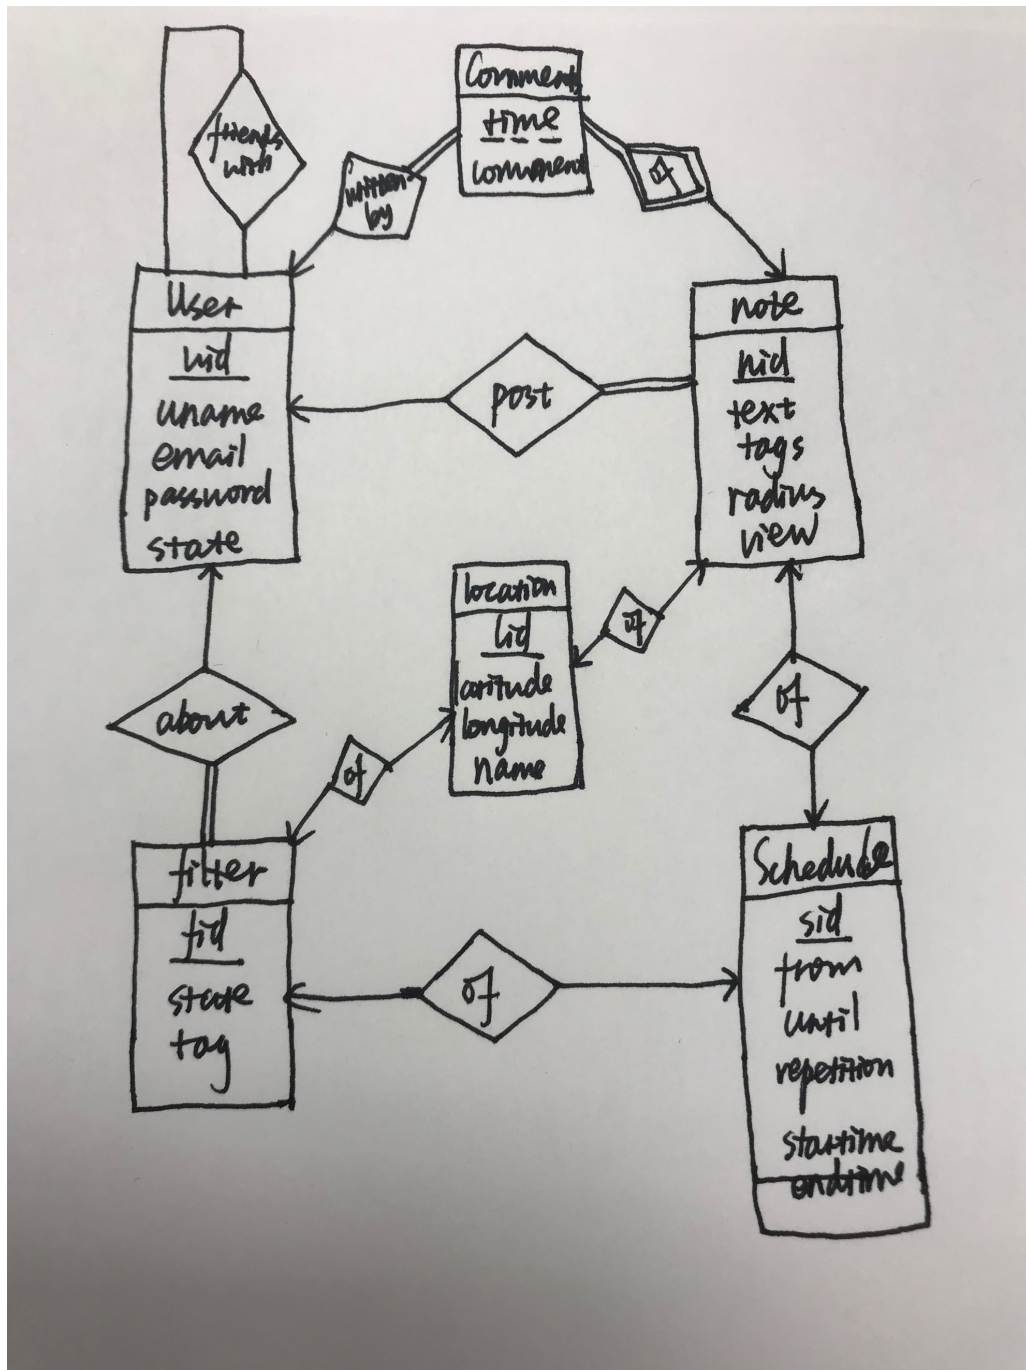 friends
with
Comment
time
comment
written
by
of
User
uid
uname
email
password
state
post
note
nid
text
tags
radius
view
location
lid
latitude
longitude
name
of
of
about
of
filter
fid
state
tag
of
Schedule
sid
from
until
repetition
startime
endtime